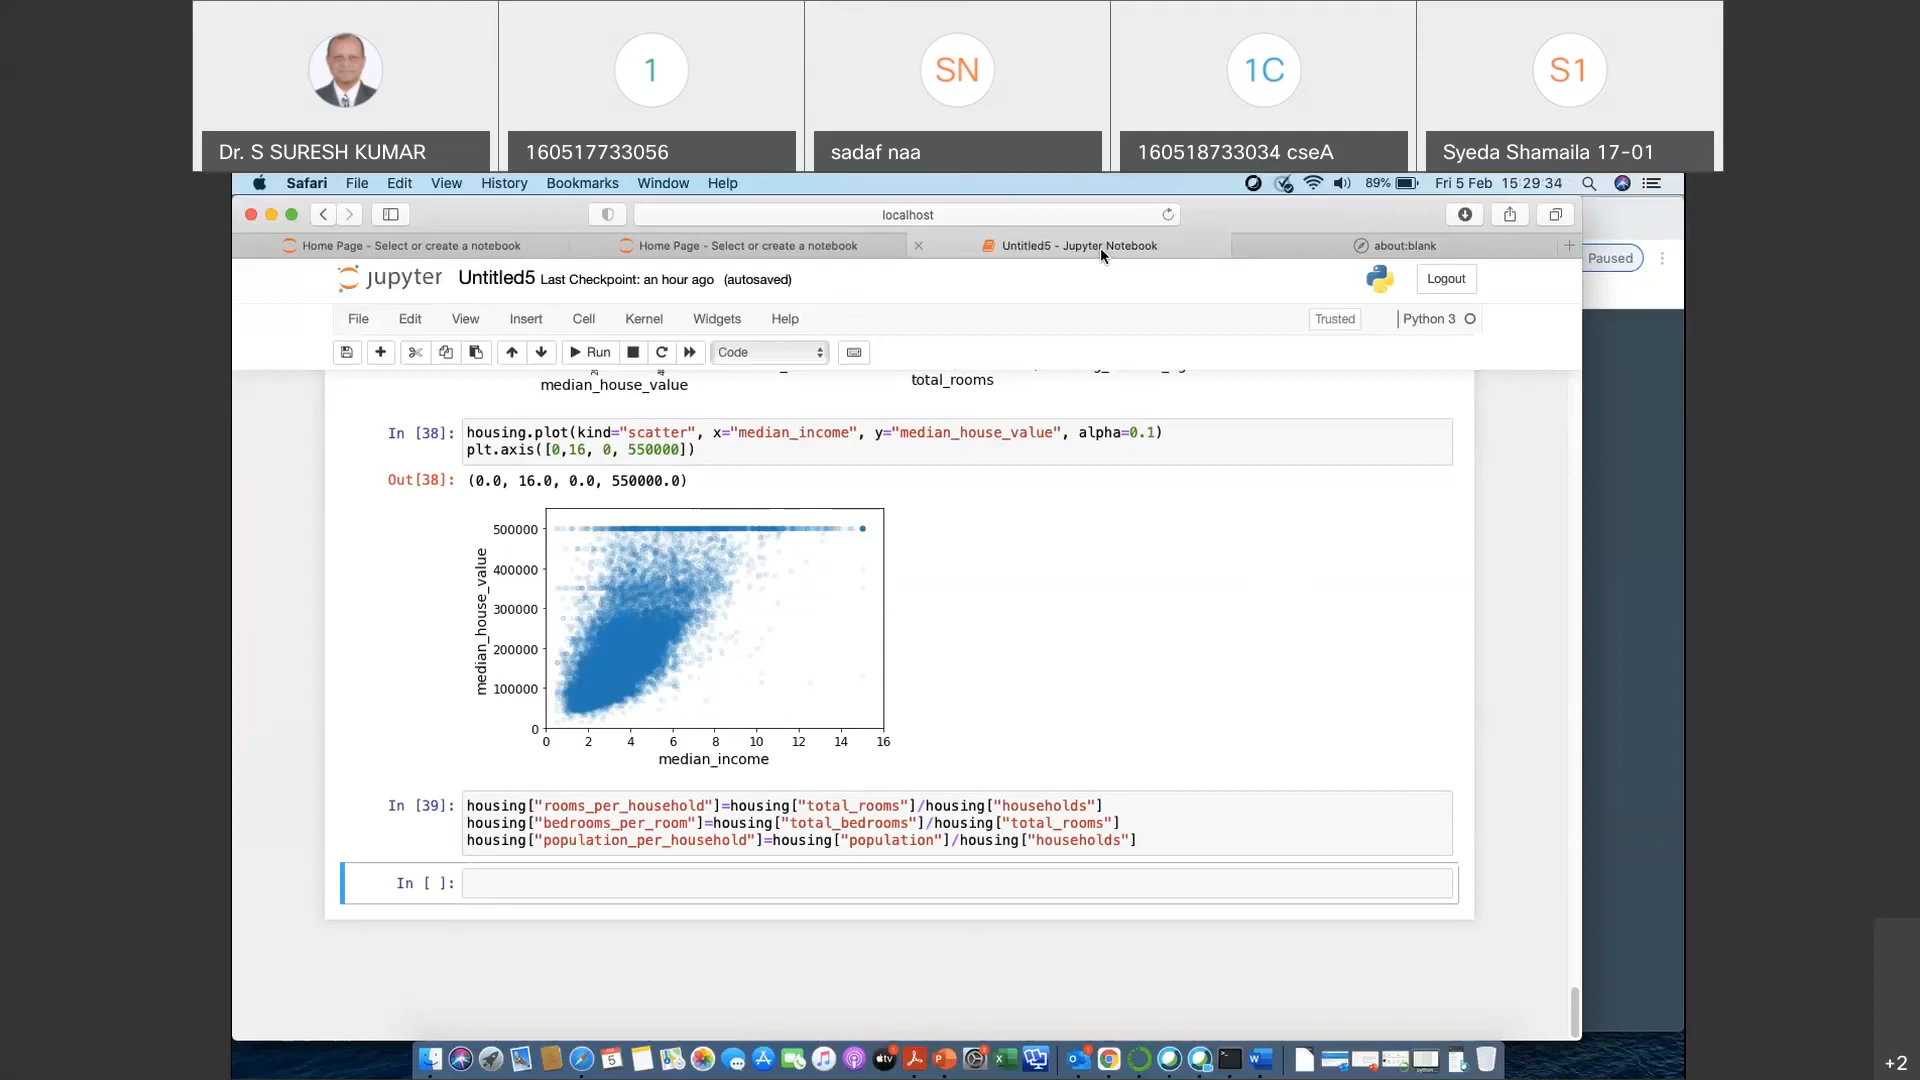 Dr. S SURESH KUMAR
1
160517733056
SN
sadaf naa
1C
160518733034 cseA
S1
Syeda Shamaila 17-01
Safari File Edit View History Bookmarks Window Help
89% Fri 5 Feb 15:29:34
localhost
Home Page - Select or create a notebook
Home Page - Select or create a notebook
Untitled5 - Jupyter Notebook
about:blank
Paused
jupyter Untitled5 Last Checkpoint: an hour ago (autosaved)
Logout
File Edit View Insert Cell Kernel Widgets Help
Trusted
Python 3
Run
Code
median_house_value
total_rooms
In [38]:
housing.plot(kind="scatter", x="median_income", y="median_house_value", alpha=0.1)
plt.axis([0,16, 0, 550000])
Out[38]: (0.0, 16.0, 0.0, 550000.0)
500000
400000
300000
200000
100000
0
median_house_value
0 2 4 6 8 10 12 14 16
median_income
In [39]:
housing["rooms_per_household"]=housing["total_rooms"]/housing["households"]
housing["bedrooms_per_room"]=housing["total_bedrooms"]/housing["total_rooms"]
housing["population_per_household"]=housing["population"]/housing["households"]
In [ ]:
5
tv
+2